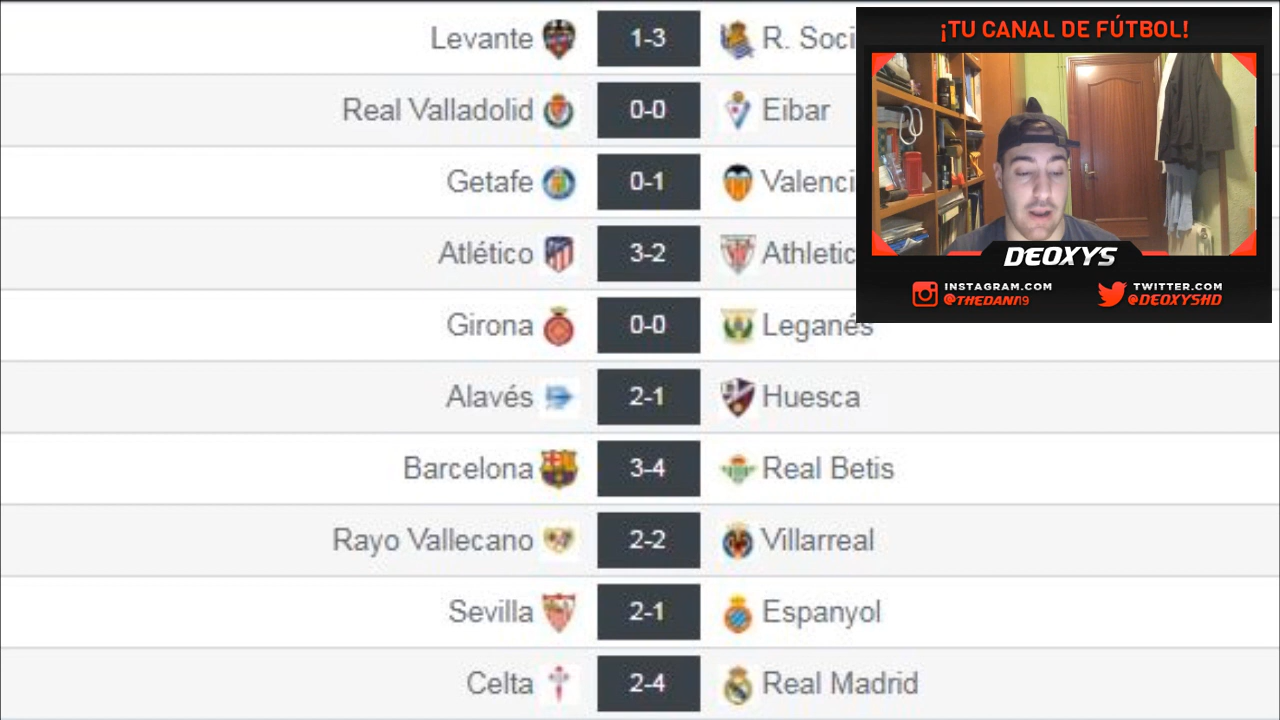 Levante 1-3 R. Soci
Real Valladolid 0-0 Eibar
Getafe 0-1 Valenci
Atlético 3-2 Athletic
Girona 0-0 Leganés
Alavés 2-1 Huesca
Barcelona 3-4 Real Betis
Rayo Vallecano 2-2 Villarreal
Sevilla 2-1 Espanyol
Celta 2-4 Real Madrid
¡TU CANAL DE FÚTBOL!
DEOXYS
INSTAGRAM.COM
@THEDANI19
TWITTER.COM
@DEOXYSHD